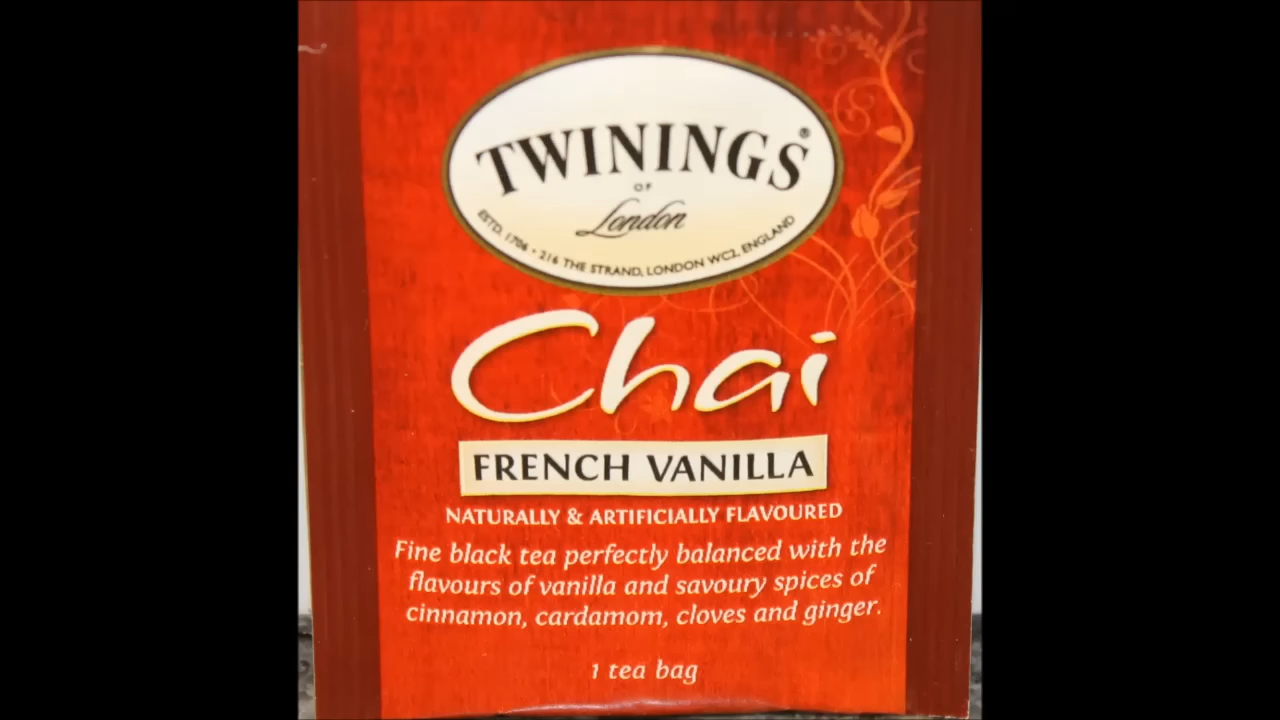 TWININGS®
OF
London
ESTD. 1706 • 216 THE STRAND, LONDON WC2, ENGLAND
Chai
FRENCH VANILLA
NATURALLY & ARTIFICIALLY FLAVOURED
Fine black tea perfectly balanced with the
flavours of vanilla and savoury spices of
cinnamon, cardamom, cloves and ginger.
1 tea bag